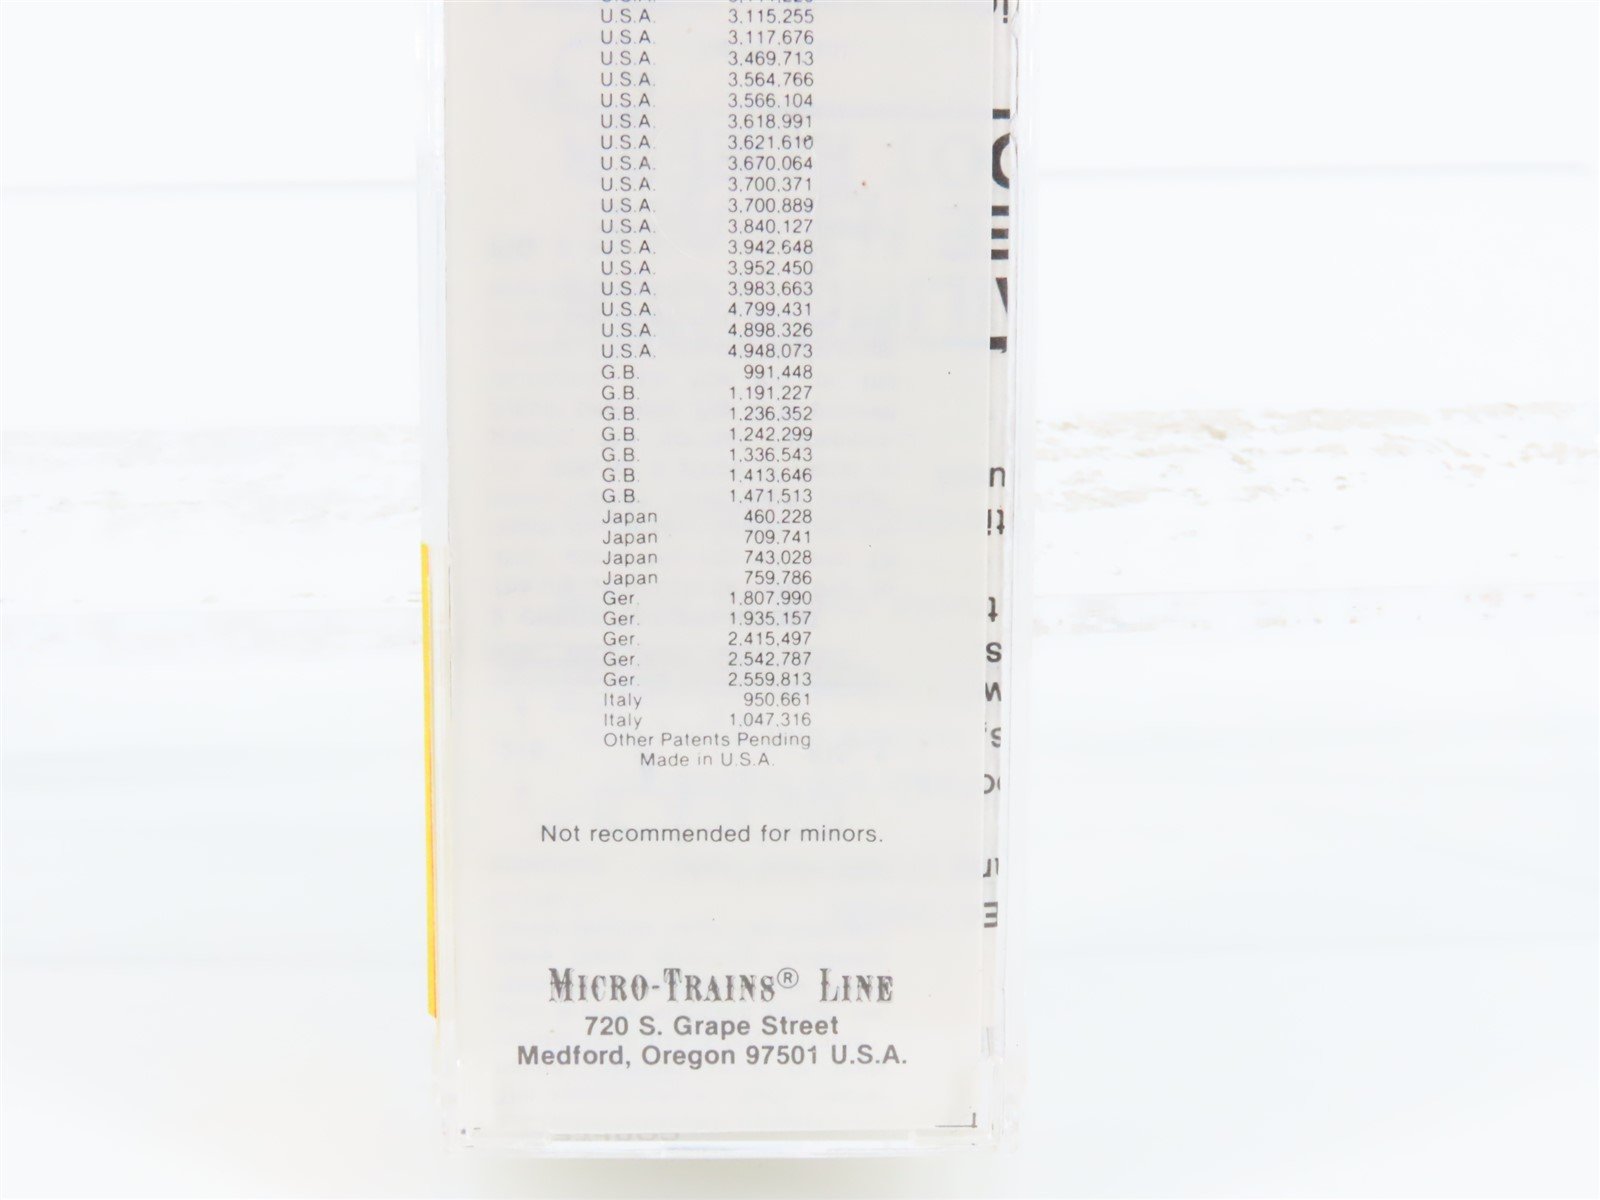 U.S.A. 3,115,255
U.S.A. 3,117,676
U.S.A. 3,469,713
U.S.A. 3,564,766
U.S.A. 3,566,104
U.S.A. 3,618,991
U.S.A. 3,621,610
U.S.A. 3,670,064
U.S.A. 3,700,371
U.S.A. 3,700,889
U.S.A. 3,840,127
U.S.A. 3,942,648
U.S.A. 3,952,450
U.S.A. 3,983,663
U.S.A. 4,799,431
U.S.A. 4,898,326
U.S.A. 4,948,073
G.B. 991,448
G.B. 1,191,227
G.B. 1,236,352
G.B. 1,242,299
G.B. 1,336,543
G.B. 1,413,646
G.B. 1,471,513
Japan 460,228
Japan 709,741
Japan 743,028
Japan 759,786
Ger. 1,807,990
Ger. 1,935,157
Ger. 2,415,497
Ger. 2,542,787
Ger. 2,559,813
Italy 950,661
Italy 1,047,316
Other Patents Pending
Made in U.S.A.
Not recommended for minors.
MICRO-TRAINS® LINE
720 S. Grape Street
Medford, Oregon 97501 U.S.A.